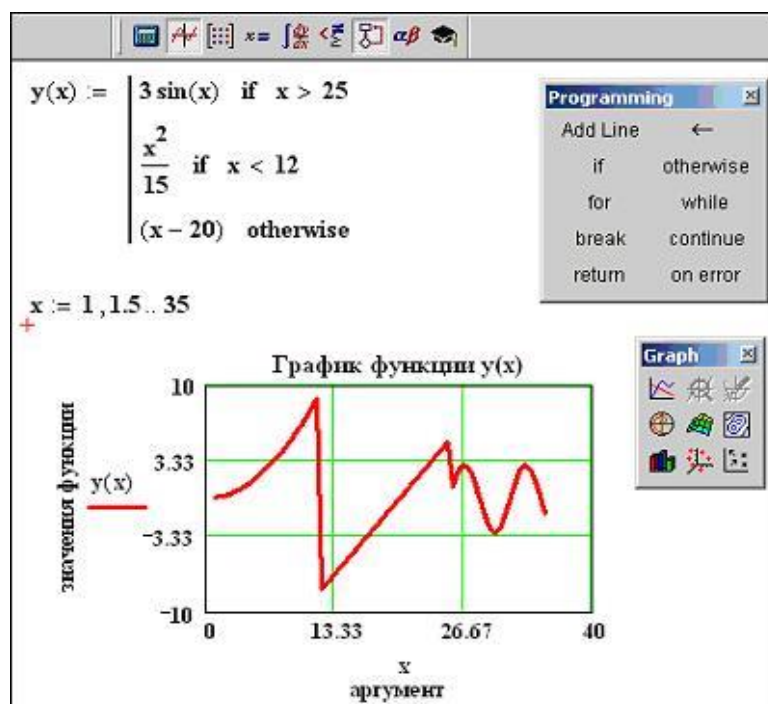 x=
αβ
y(x) := 3 sin(x) if x > 25
x^2/15 if x < 12
(x − 20) otherwise
Programming
Add Line ←
if otherwise
for while
break continue
return on error
x := 1, 1.5 .. 35
Graph
График функции y(x)
значения функции
y(x)
10
3.33
−3.33
−10
0 13.33 26.67 40
x
аргумент